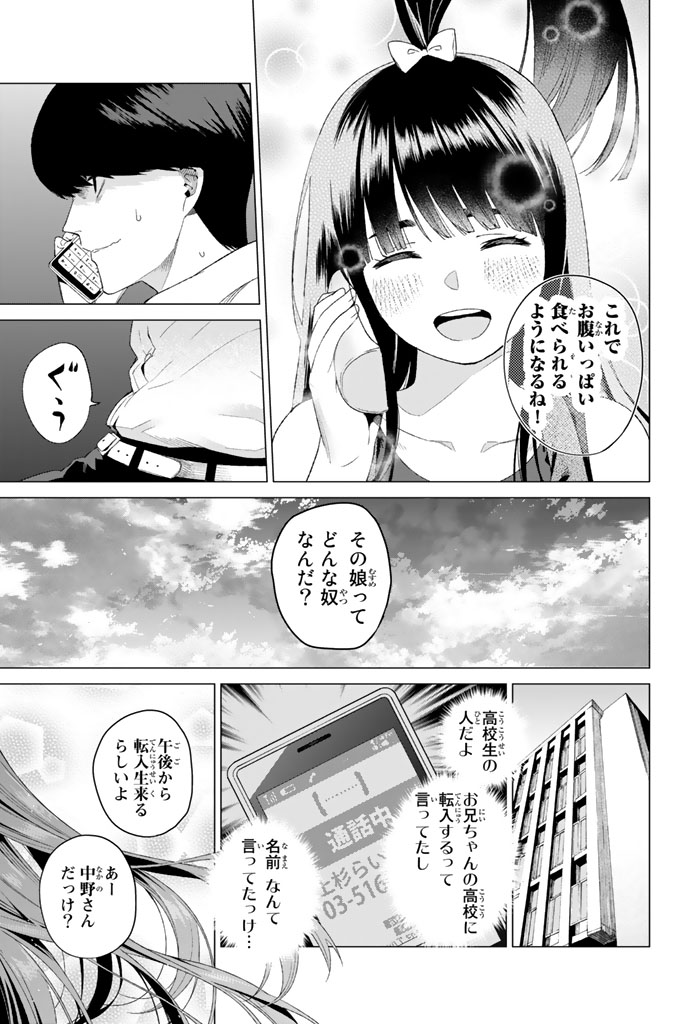 これで
お腹いっぱい
食べられる
ようになるね！
ぐぅ
その娘って
どんな奴
なんだ？
高校生の
人だよ
お兄ちゃんの高校に
転入するって
言ってたし
通話中
上杉らい
03-516
名前 なんて
言ってたっけ…
午後から
転入生来る
らしいよ
あー
中野さん
だっけ？